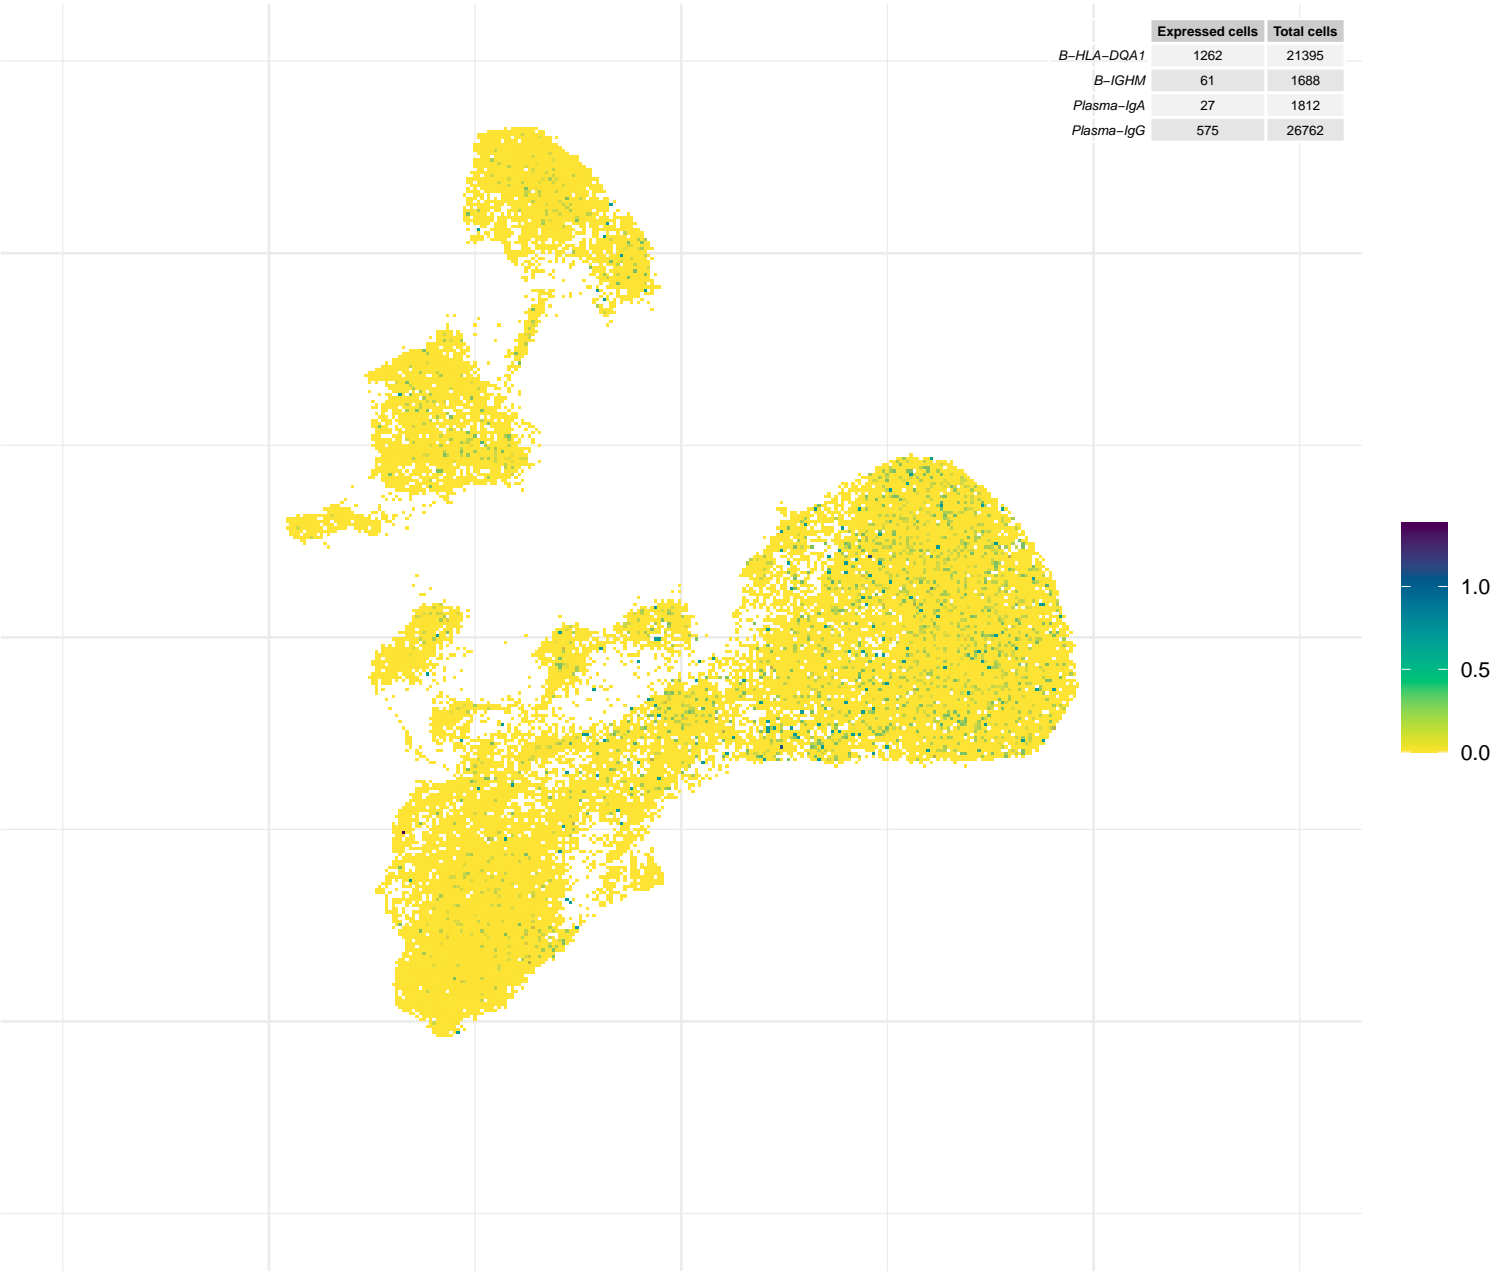 Expressed cells Total cells
B-HLA-DQA1 1262 21395
B-IGHM 61 1688
Plasma-IgA 27 1812
Plasma-IgG 575 26762
1.0
0.5
0.0